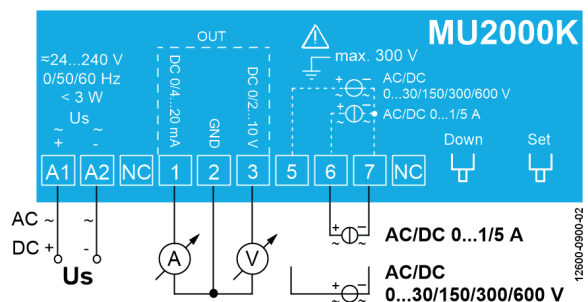 MU2000K
≈24...240 V
0/50/60 Hz
< 3 W
Us
~ ~
+ -
OUT
DC 0/4...20 mA
GND
DC 0/2...10 V
max. 300 V
+ -
~ ~
AC/DC
0...30/150/300/600 V
+ -
~ ~
AC/DC 0...1/5 A
Down
Set
A1 A2 NC 1 2 3 5 6 7 NC
AC ~ ~
DC + -
Us
A
V
+ -
~ ~
AC/DC 0...1/5 A
+ -
~ ~
AC/DC
0...30/150/300/600 V
12600-0900-02